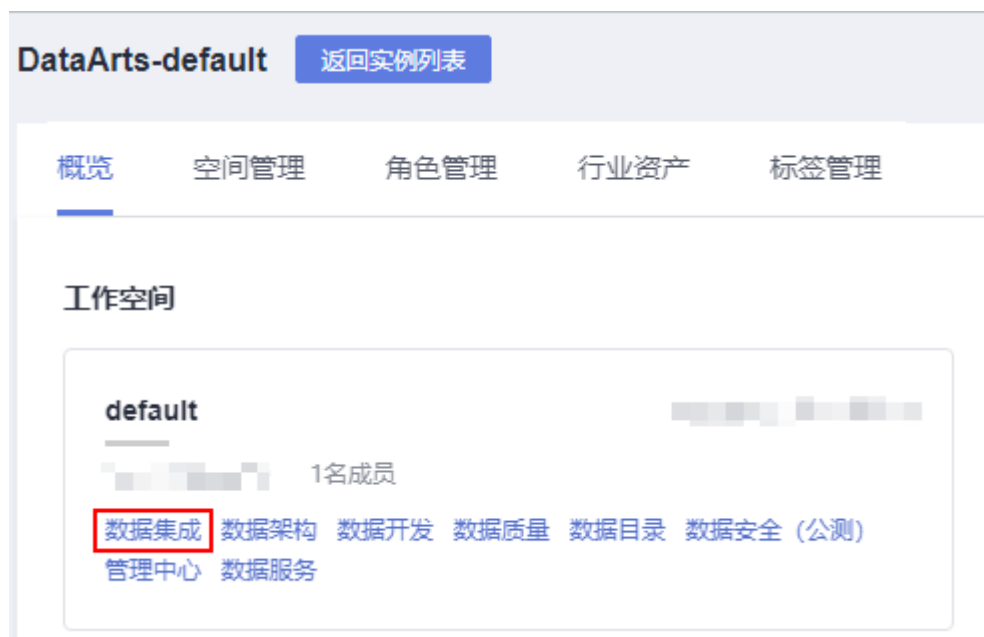 DataArts-default 返回实例列表
概览 空间管理 角色管理 行业资产 标签管理
工作空间
default
1名成员
数据集成 数据架构 数据开发 数据质量 数据目录 数据安全 (公测)
管理中心 数据服务